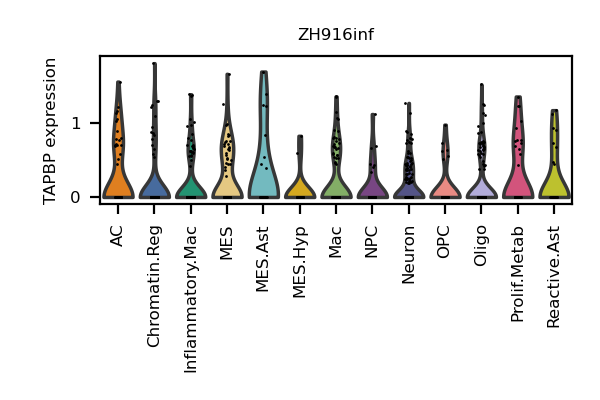 ZH916inf
TAPBP expression
1
0
AC
Chromatin.Reg
Inflammatory.Mac
MES
MES.Ast
MES.Hyp
Mac
NPC
Neuron
OPC
Oligo
Prolif.Metab
Reactive.Ast